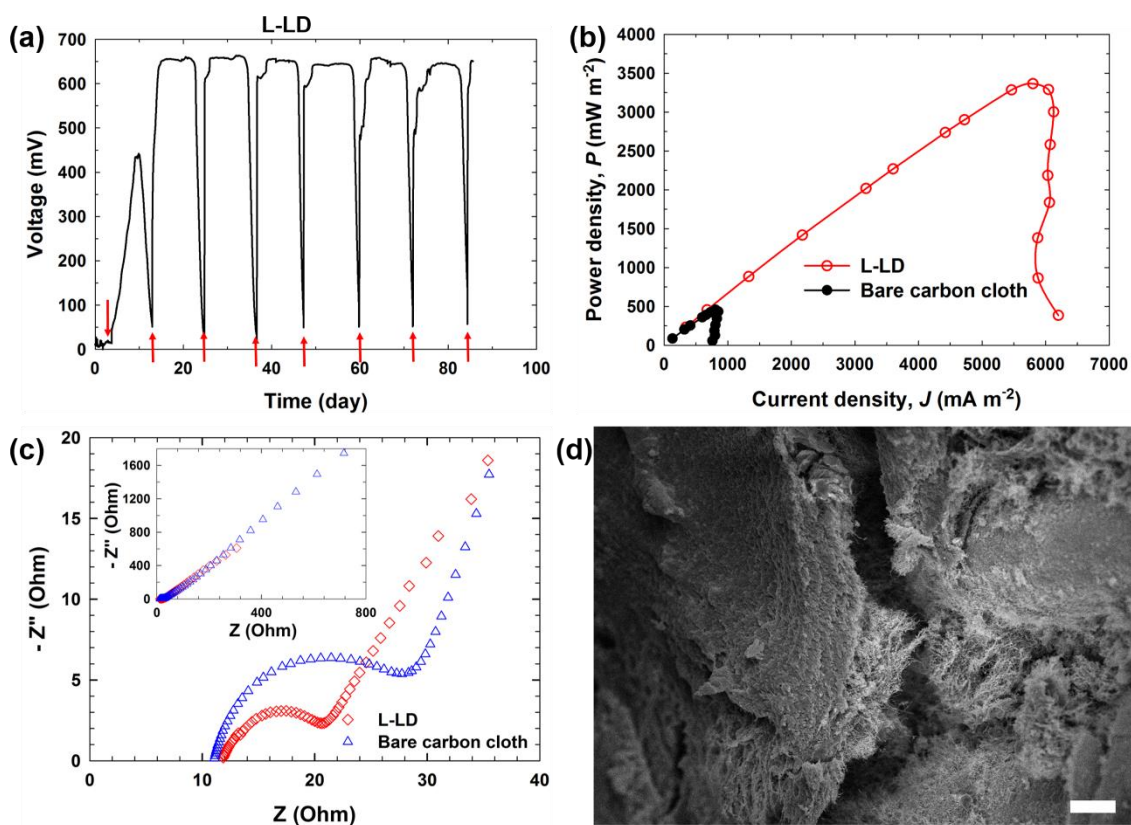 L-LD
(a)
700
600
500
400
300
200
100
0
Voltage (mV)
0 20 40 60 80 100
Time (day)
(b)
4000
3500
3000
2500
2000
1500
1000
500
0
Power density, P (mW m⁻²)
L-LD
Bare carbon cloth
0 1000 2000 3000 4000 5000 6000 7000
Current density, J (mA m⁻²)
(c)
20
15
10
5
0
- Z" (Ohm)
1600
1200
800
400
0
- Z" (Ohm)
0 400 800
Z (Ohm)
L-LD
Bare carbon cloth
0 10 20 30 40
Z (Ohm)
(d)